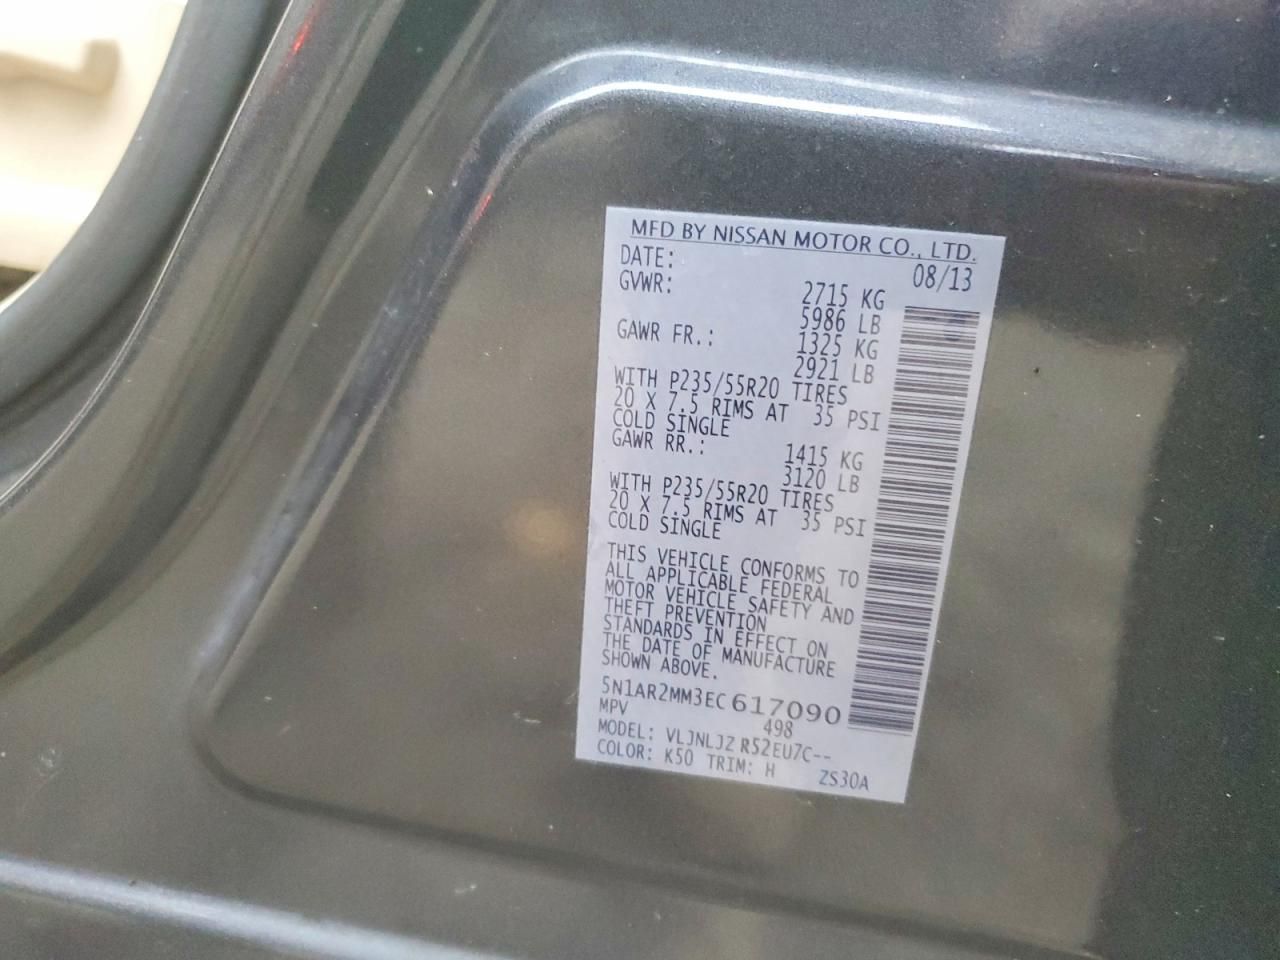 MFD BY NISSAN MOTOR CO., LTD.
DATE: 08/13
GVWR: 2715 KG
5986 LB
GAWR FR.: 1325 KG
2921 LB
WITH P235/55R20 TIRES
20 X 7.5 RIMS AT 35 PSI
COLD SINGLE
GAWR RR.: 1415 KG
3120 LB
WITH P235/55R20 TIRES
20 X 7.5 RIMS AT 35 PSI
COLD SINGLE
THIS VEHICLE CONFORMS TO
ALL APPLICABLE FEDERAL
MOTOR VEHICLE SAFETY AND
THEFT PREVENTION
STANDARDS IN EFFECT ON
THE DATE OF MANUFACTURE
SHOWN ABOVE.
5N1AR2MM3EC617090
MPV 498
MODEL: VLJNLJZ R52EU7C--
COLOR: K50 TRIM: H ZS30A